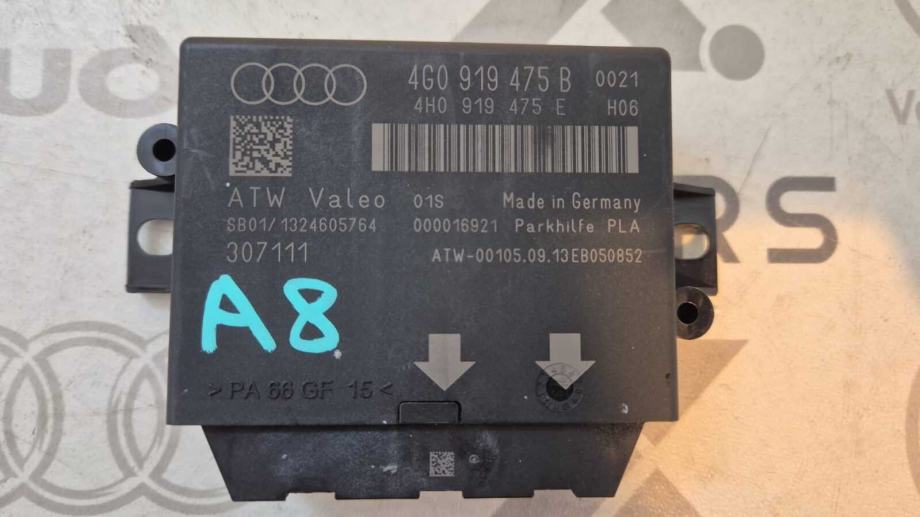 4G0 919 475 B 0021
4H0 919 475 E H06
ATW Valeo 01S Made in Germany
SB01/1324605764 000016921 Parkhilfe PLA
307111 ATW-00105.09.13EB050852
A8
>PA 66 GF 15<